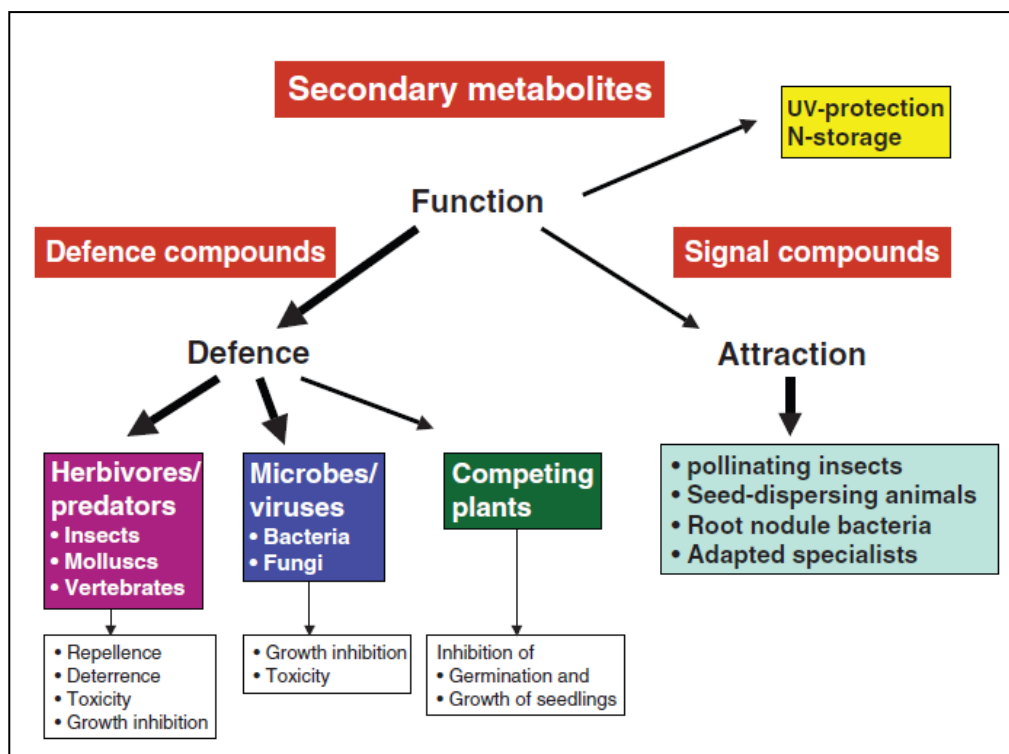 Secondary metabolites
UV-protection
N-storage
Function
Defence compounds
Signal compounds
Defence
Attraction
Herbivores/
predators
• Insects
• Molluscs
• Vertebrates
Microbes/
viruses
• Bacteria
• Fungi
Competing
plants
• pollinating insects
• Seed-dispersing animals
• Root nodule bacteria
• Adapted specialists
• Repellence
• Deterrence
• Toxicity
• Growth inhibition
• Growth inhibition
• Toxicity
Inhibition of
• Germination and
• Growth of seedlings